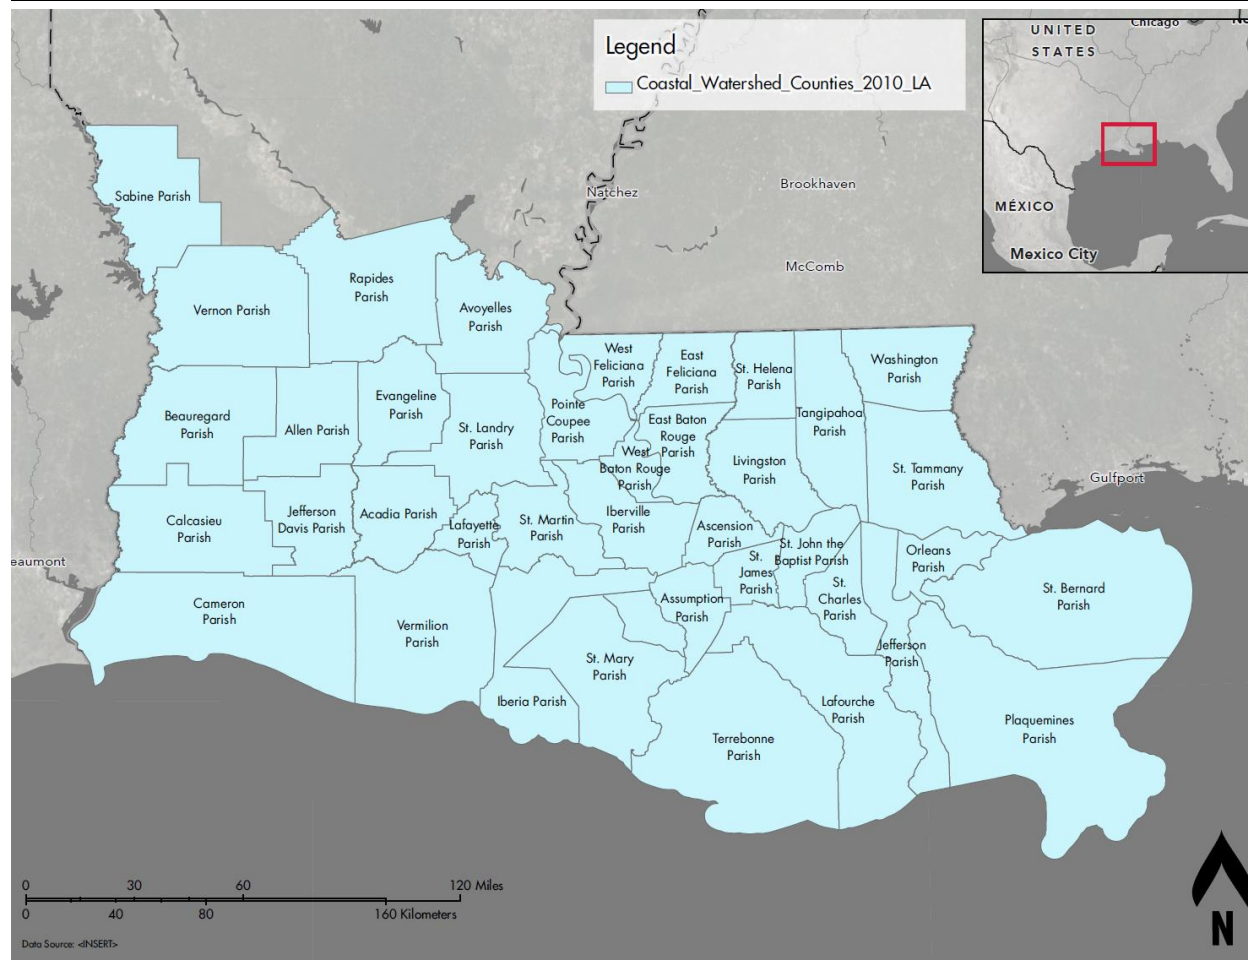 Legend
Coastal_Watershed_Counties_2010_LA
Chicago
UNITED
STATES
MÉXICO
Mexico City
Natchez
Brookhaven
McComb
Gulfport
eaumont
Sabine Parish
Vernon Parish
Rapides
Parish
Avoyelles
Parish
West
Feliciana
Parish
East
Feliciana
Parish
St. Helena
Parish
Washington
Parish
Tangipahoa
Parish
Beauregard
Parish
Allen Parish
Evangeline
Parish
St. Landry
Parish
Pointe
Coupee
Parish
East Baton
Rouge
Parish
West
Baton Rouge
Parish
Livingston
Parish
St. Tammany
Parish
Calcasieu
Parish
Jefferson
Davis Parish
Acadia Parish
Lafayette
Parish
St. Martin
Parish
Iberville
Parish
Ascension
Parish
St. John the
Baptist Parish
St.
James
Parish
St.
Charles
Parish
Orleans
Parish
St. Bernard
Parish
Cameron
Parish
Vermilion
Parish
Assumption
Parish
Jefferson
Parish
St. Mary
Parish
Iberia Parish
Lafourche
Parish
Terrebonne
Parish
Plaquemines
Parish
0 30 60 120 Miles
0 40 80 160 Kilometers
Data Source: <INSERT>
N